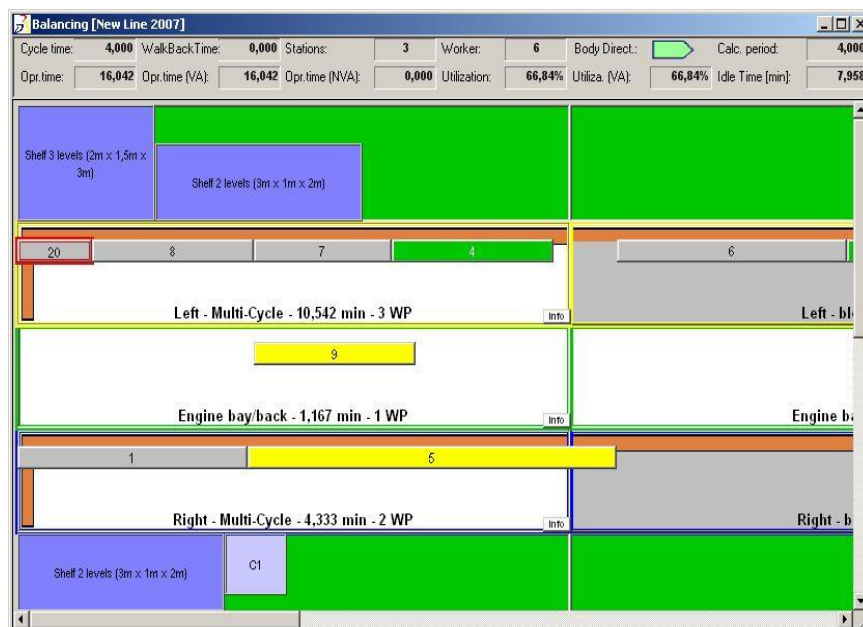 Balancing [New Line 2007]
Cycle time: 4,000 WalkBackTime: 0,000 Stations: 3 Worker: 6 Body Direct.: Calc. period: 4,000
Opr.time: 16,042 Opr.time (VA): 16,042 Opr.time (NVA): 0,000 Utilization: 66,84% Utiliza. (VA): 66,84% Idle Time [min]: 7,958
Shelf 3 levels (2m x 1,5m x
3m)
Shelf 2 levels (3m x 1m x 2m)
20 8 7 4 6
Left - Multi-Cycle - 10,542 min - 3 WP Info Left - blo
9
Engine bay/back - 1,167 min - 1 WP Info Engine ba
1 5
Right - Multi-Cycle - 4,333 min - 2 WP Info Right - b
Shelf 2 levels (3m x 1m x 2m) C1